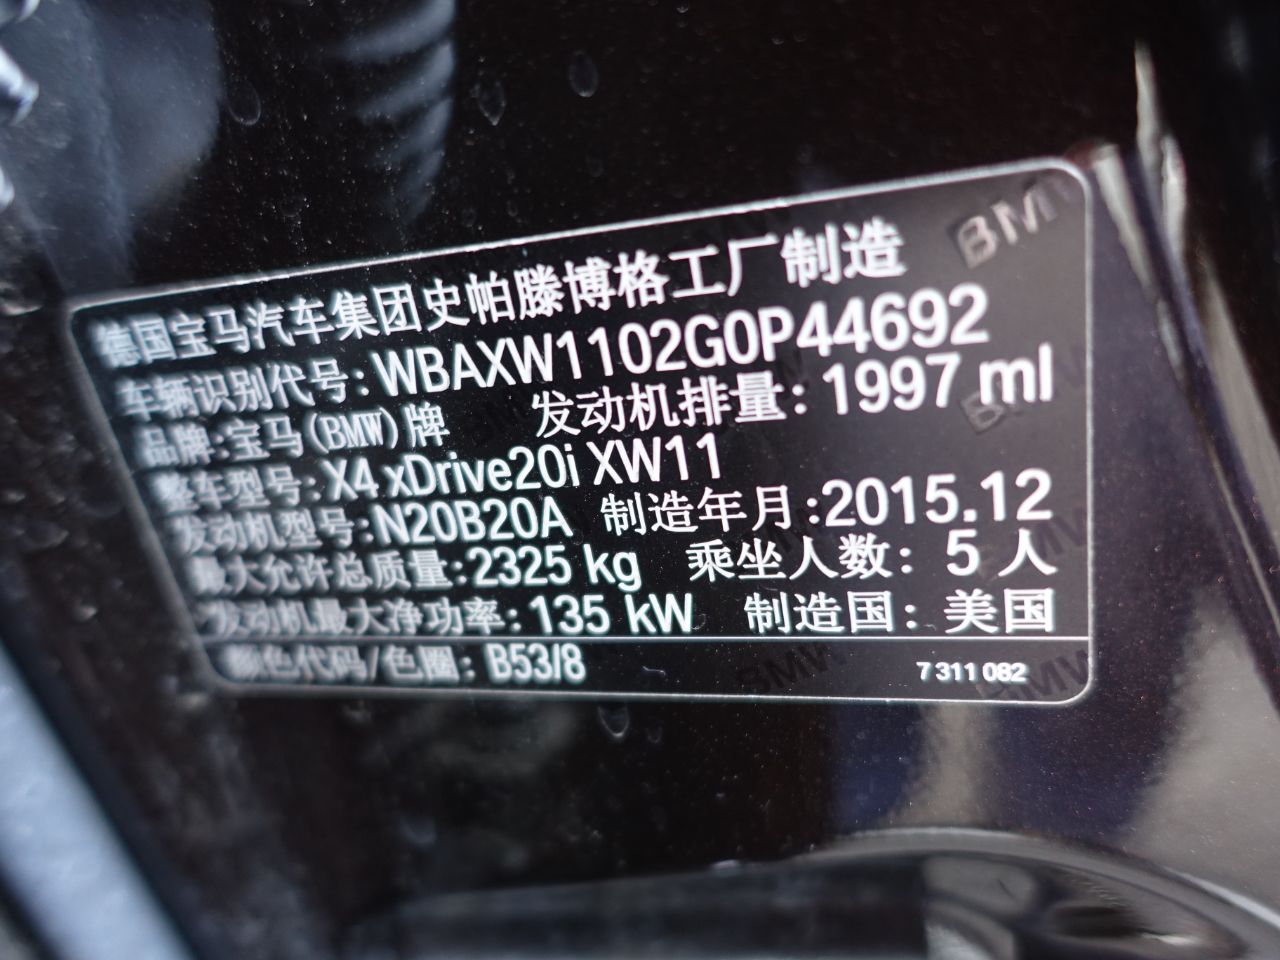 BMW
德国宝马汽车集团史帕滕博格工厂制造
车辆识别代号:WBAXW1102G0P44692
品牌:宝马(BMW)牌 发动机排量:1997 ml
整车型号:X4 xDrive20i XW11
发动机型号:N20B20A 制造年月:2015.12
最大允许总质量:2325 kg 乘坐人数:5 人
发动机最大净功率:135 kW 制造国:美国
颜色代码/色圈:B53/8 7 311 082